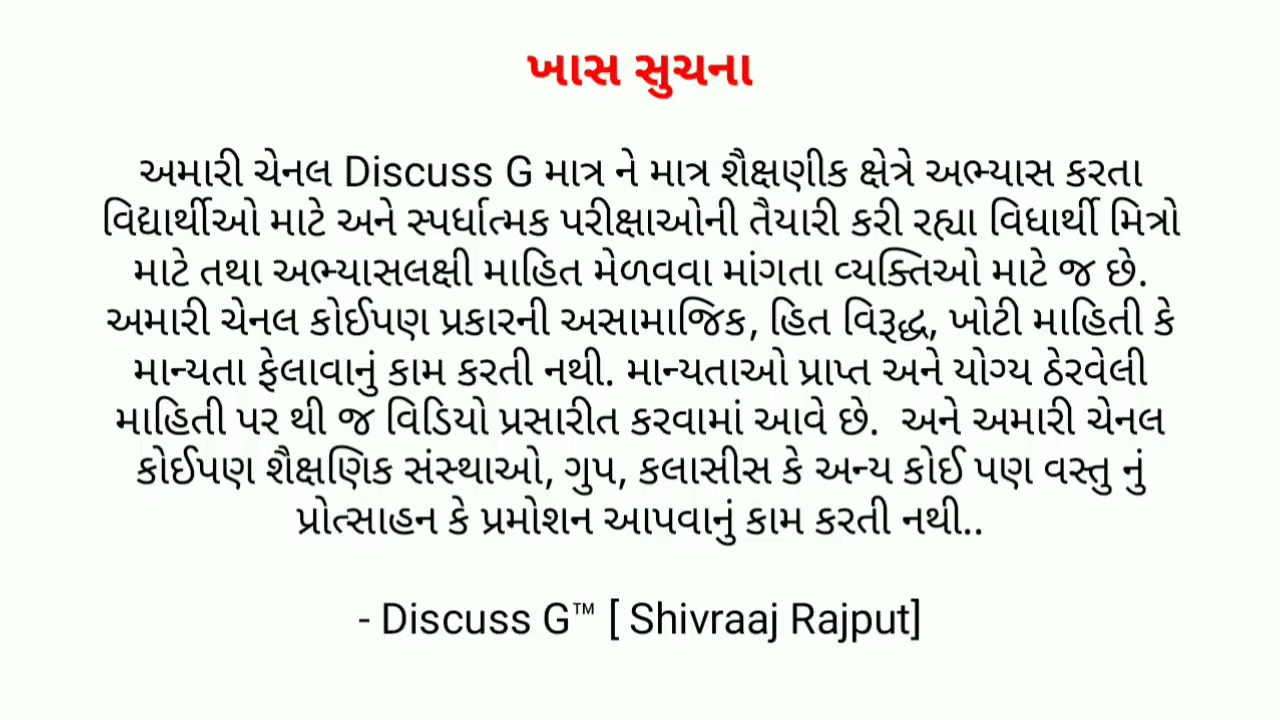 ખાસ સુચના
અમારી ચેનલ Discuss G માત્ર ને માત્ર શૈક્ષણીક ક્ષેત્રે અભ્યાસ કરતા
વિદ્યાર્થીઓ માટે અને સ્પર્ધાત્મક પરીક્ષાઓની તૈયારી કરી રહ્યા વિધાર્થી મિત્રો
માટે તથા અભ્યાસલક્ષી માહિત મેળવવા માંગતા વ્યક્તિઓ માટે જ છે.
અમારી ચેનલ કોઈપણ પ્રકારની અસામાજિક, હિત વિરૂદ્ધ, ખોટી માહિતી કે
માન્યતા ફેલાવાનું કામ કરતી નથી. માન્યતાઓ પ્રાપ્ત અને યોગ્ય ઠેરવેલી
માહિતી પર થી જ વિડિયો પ્રસારીત કરવામાં આવે છે.  અને અમારી ચેનલ
કોઈપણ શૈક્ષણિક સંસ્થાઓ, ગુપ, કલાસીસ કે અન્ય કોઈ પણ વસ્તુ નું
પ્રોત્સાહન કે પ્રમોશન આપવાનું કામ કરતી નથી..
- Discuss G™ [ Shivraaj Rajput]